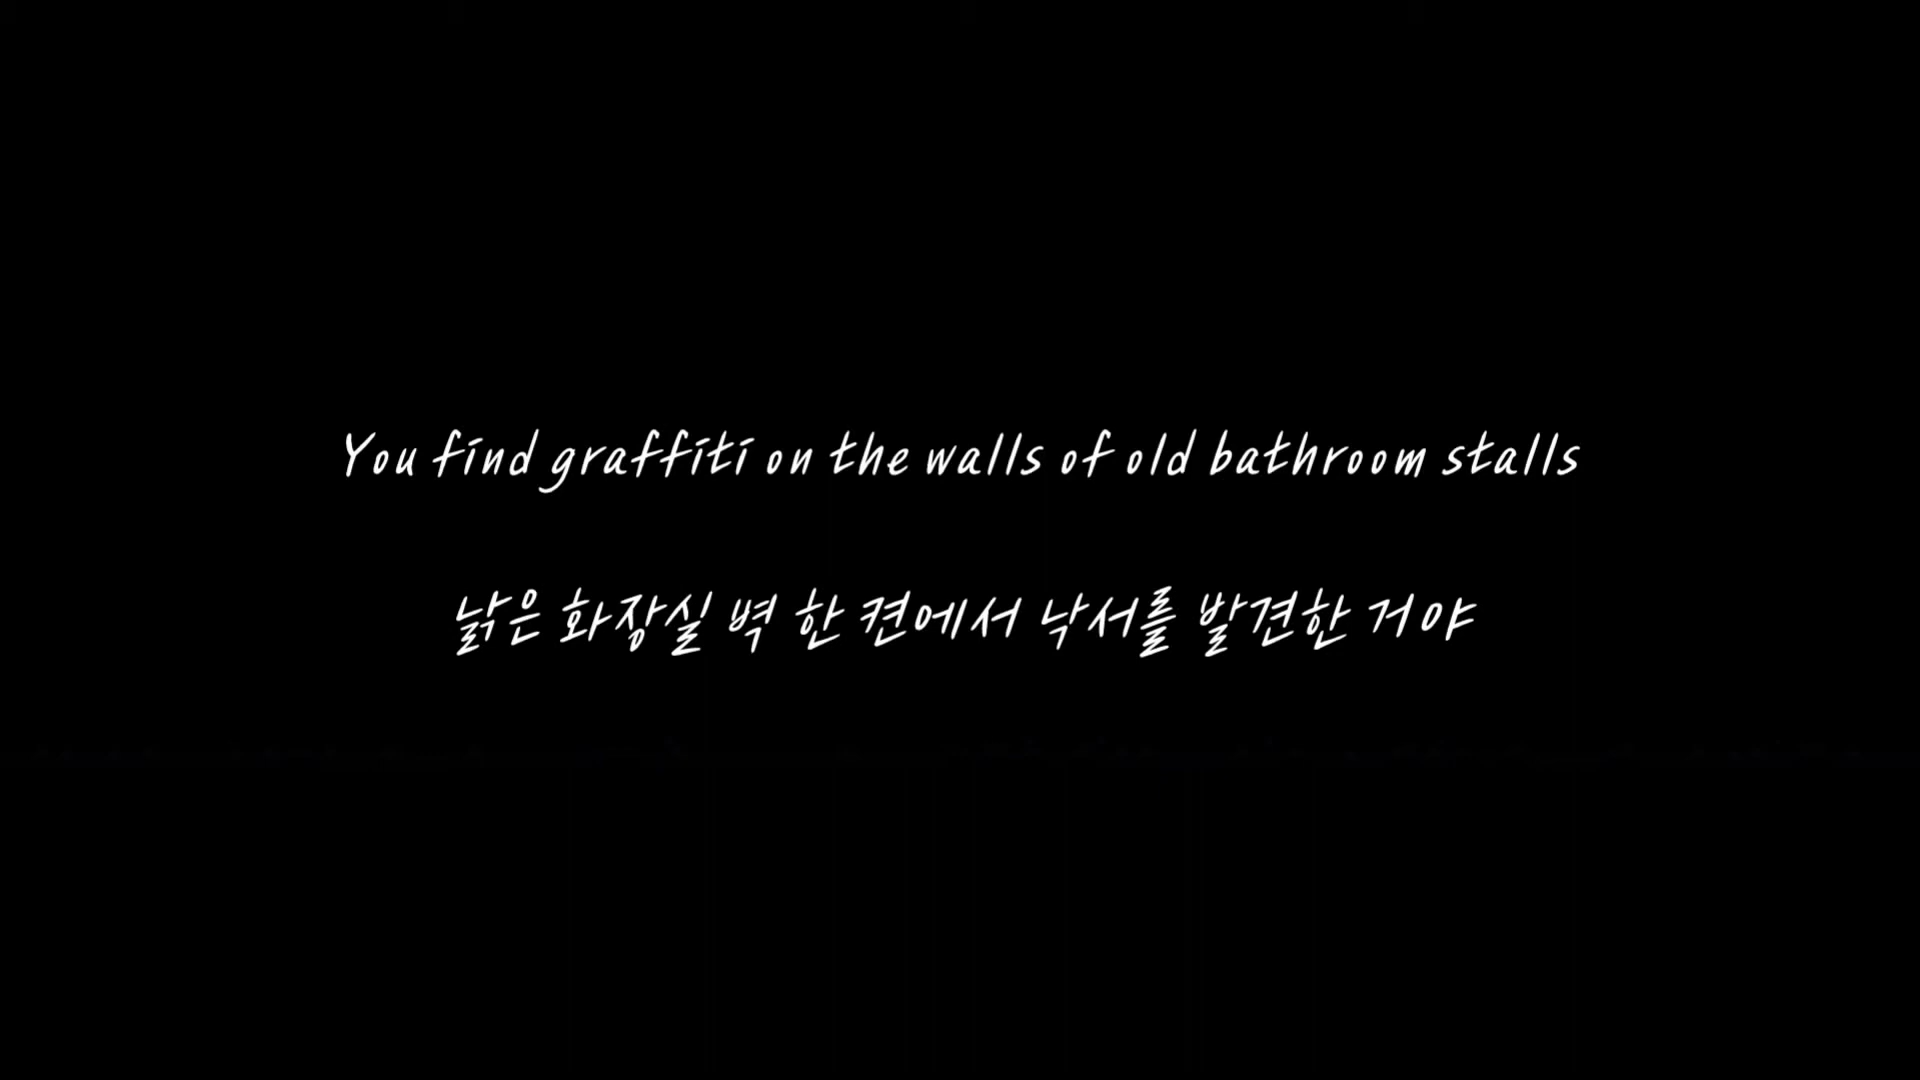 You find graffiti on the walls of old bathroom stalls
낡은 화장실 벽 한 켠에서 낙서를 발견한 거야